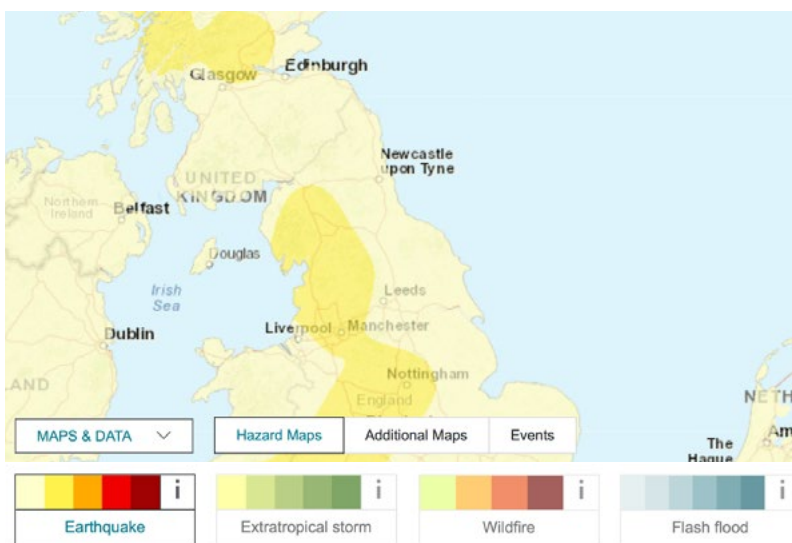 Edinburgh
Glasgow
Newcastle
upon Tyne
UNITED
KINGDOM
Northern
Ireland
Belfast
Douglas
Irish
Sea
Leeds
Dublin
Liverpool
Manchester
Nottingham
England
NETH
The
Hague
Am
MAPS & DATA
Hazard Maps
Additional Maps
Events
i
Earthquake
i
Extratropical storm
i
Wildfire
i
Flash flood